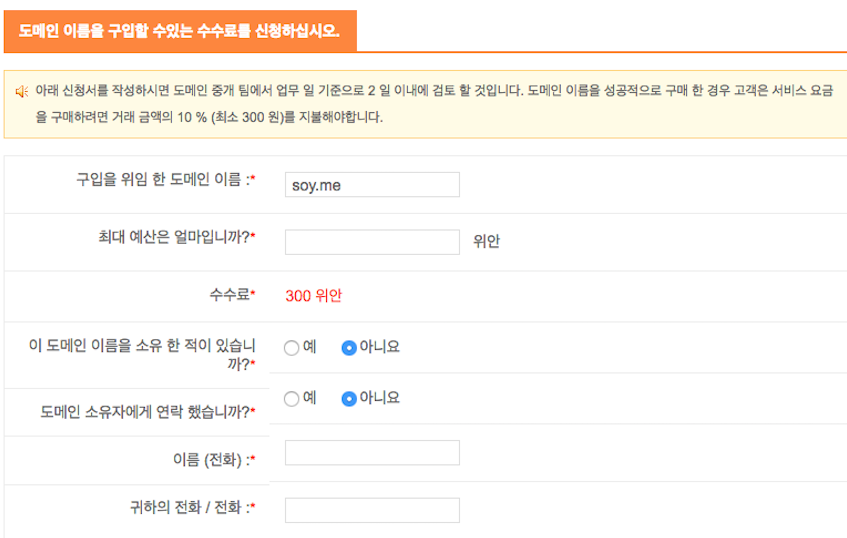 도메인 이름을 구입할 수있는 수수료를 신청하십시오.
아래 신청서를 작성하시면 도메인 중개 팀에서 업무 일 기준으로 2 일 이내에 검토 할 것입니다. 도메인 이름을 성공적으로 구매 한 경우 고객은 서비스 요금
을 구매하려면 거래 금액의 10 % (최소 300 원)를 지불해야합니다.
구입을 위임 한 도메인 이름 :* soy.me
최대 예산은 얼마입니까?* 위안
수수료* 300 위안
이 도메인 이름을 소유 한 적이 있습니
까?* 예 아니요
도메인 소유자에게 연락 했습니까?* 예 아니요
이름 (전화) :*
귀하의 전화 / 전화 :*